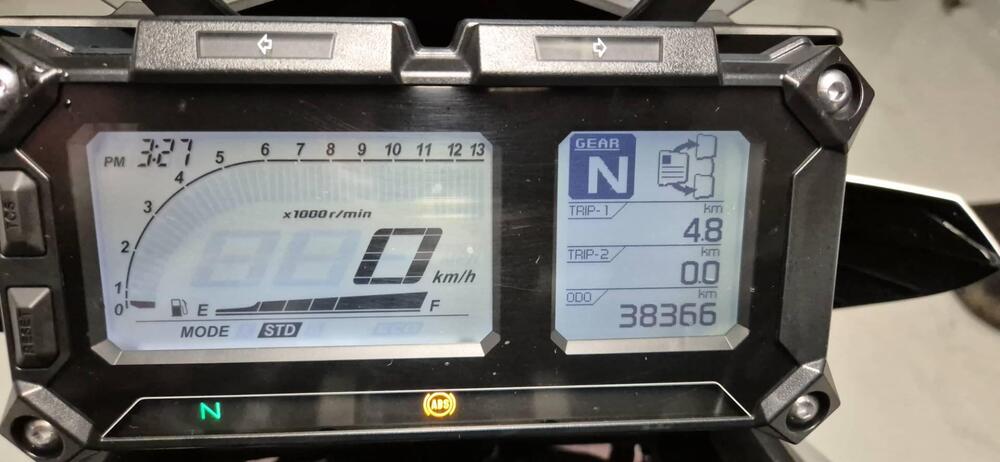 PM 3:27
0 1 2 3 4 5 6 7 8 9 10 11 12 13
x1000 r/min
0 km/h
E F
MODE STD
GEAR
N
TRIP-1 km
4.8
TRIP-2 km
0.0
ODO km
38366
TCS
RESET
N
ABS